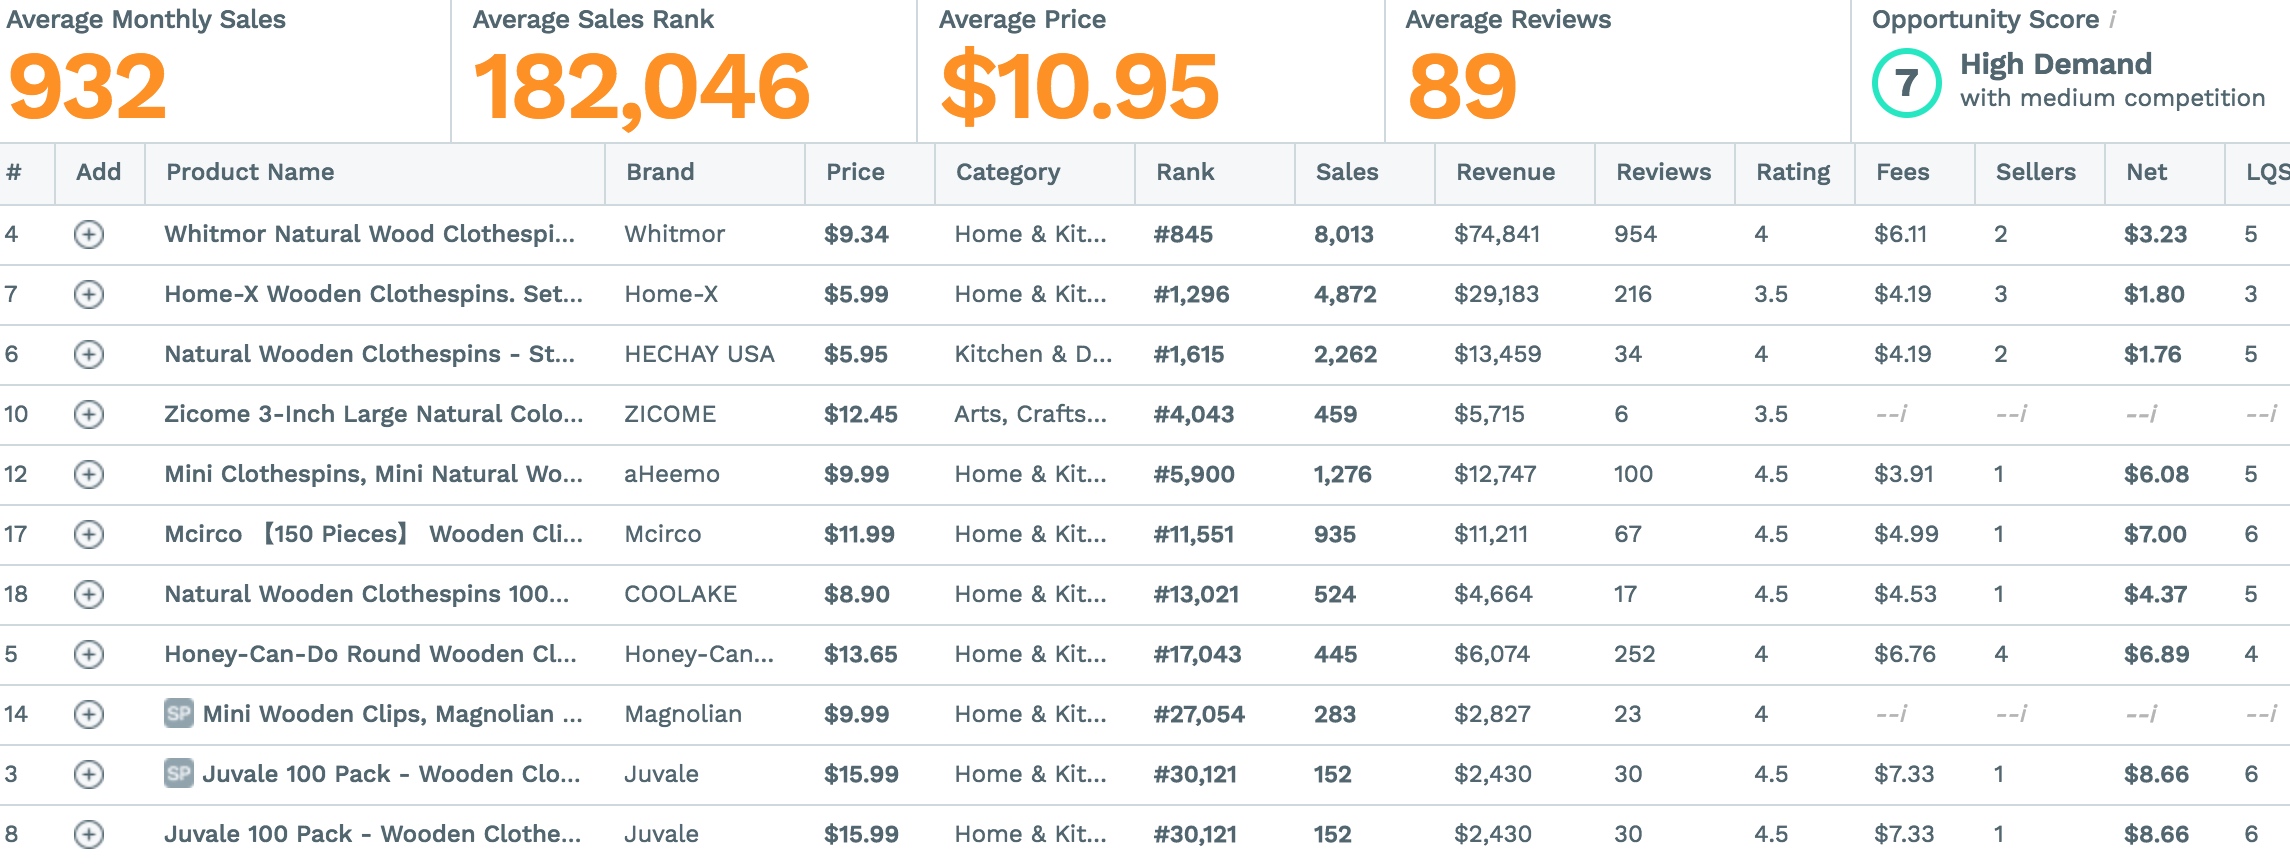 Average Monthly Sales Average Sales Rank Average Price Average Reviews Opportunity Score i
932 182,046 $10.95 89 7 High Demand
with medium competition
# Add Product Name Brand Price Category Rank Sales Revenue Reviews Rating Fees Sellers Net LQS
4 Whitmor Natural Wood Clothespi... Whitmor $9.34 Home & Kit... #845 8,013 $74,841 954 4 $6.11 2 $3.23 5
7 Home-X Wooden Clothespins. Set... Home-X $5.99 Home & Kit... #1,296 4,872 $29,183 216 3.5 $4.19 3 $1.80 3
6 Natural Wooden Clothespins - St... HECHAY USA $5.95 Kitchen & D... #1,615 2,262 $13,459 34 4 $4.19 2 $1.76 5
10 Zicome 3-Inch Large Natural Colo... ZICOME $12.45 Arts, Crafts... #4,043 459 $5,715 6 3.5 --i --i --i --i
12 Mini Clothespins, Mini Natural Wo... aHeemo $9.99 Home & Kit... #5,900 1,276 $12,747 100 4.5 $3.91 1 $6.08 5
17 Mcirco 【150 Pieces】 Wooden Cli... Mcirco $11.99 Home & Kit... #11,551 935 $11,211 67 4.5 $4.99 1 $7.00 6
18 Natural Wooden Clothespins 100... COOLAKE $8.90 Home & Kit... #13,021 524 $4,664 17 4.5 $4.53 1 $4.37 5
5 Honey-Can-Do Round Wooden Cl... Honey-Can... $13.65 Home & Kit... #17,043 445 $6,074 252 4 $6.76 4 $6.89 4
14 SP Mini Wooden Clips, Magnolian ... Magnolian $9.99 Home & Kit... #27,054 283 $2,827 23 4 --i --i --i --i
3 SP Juvale 100 Pack - Wooden Clo... Juvale $15.99 Home & Kit... #30,121 152 $2,430 30 4.5 $7.33 1 $8.66 6
8 Juvale 100 Pack - Wooden Clothe... Juvale $15.99 Home & Kit... #30,121 152 $2,430 30 4.5 $7.33 1 $8.66 6